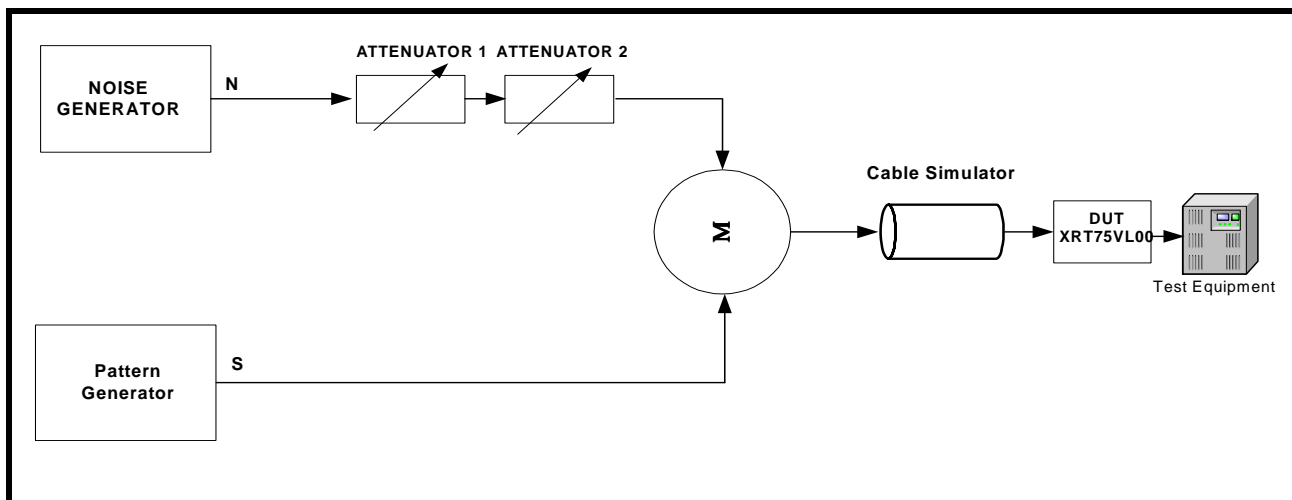 ATTENUATOR 1 ATTENUATOR 2
NOISE
GENERATOR
N
Cable Simulator
M
DUT
XRT75VL00
Test Equipment
S
Pattern
Generator